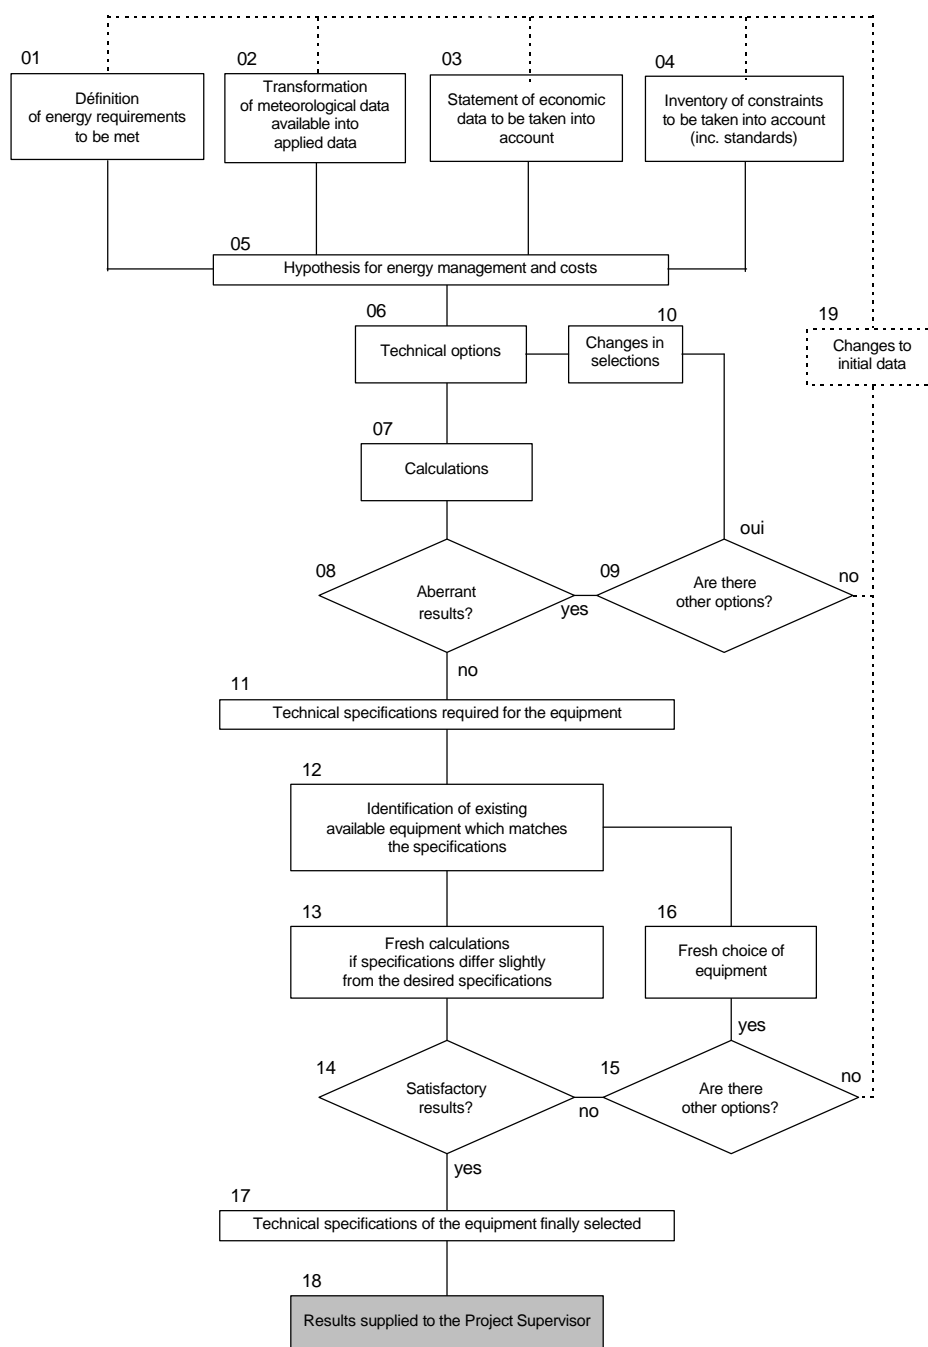 01
Définition
of energy requirements
to be met
02
Transformation
of meteorological data
available into
applied data
03
Statement of economic
data to be taken into
account
04
Inventory of constraints
to be taken into account
(inc. standards)
05
Hypothesis for energy management and costs
06
Technical options
10
Changes in
selections
19
Changes to
initial data
07
Calculations
08
Aberrant
results?
yes
no
09
Are there
other options?
oui
no
11
Technical specifications required for the equipment
12
Identification of existing
available equipment which matches
the specifications
13
Fresh calculations
if specifications differ slightly
from the desired specifications
16
Fresh choice of
equipment
yes
14
Satisfactory
results?
no
15
Are there
other options?
no
yes
17
Technical specifications of the equipment finally selected
18
Results supplied to the Project Supervisor